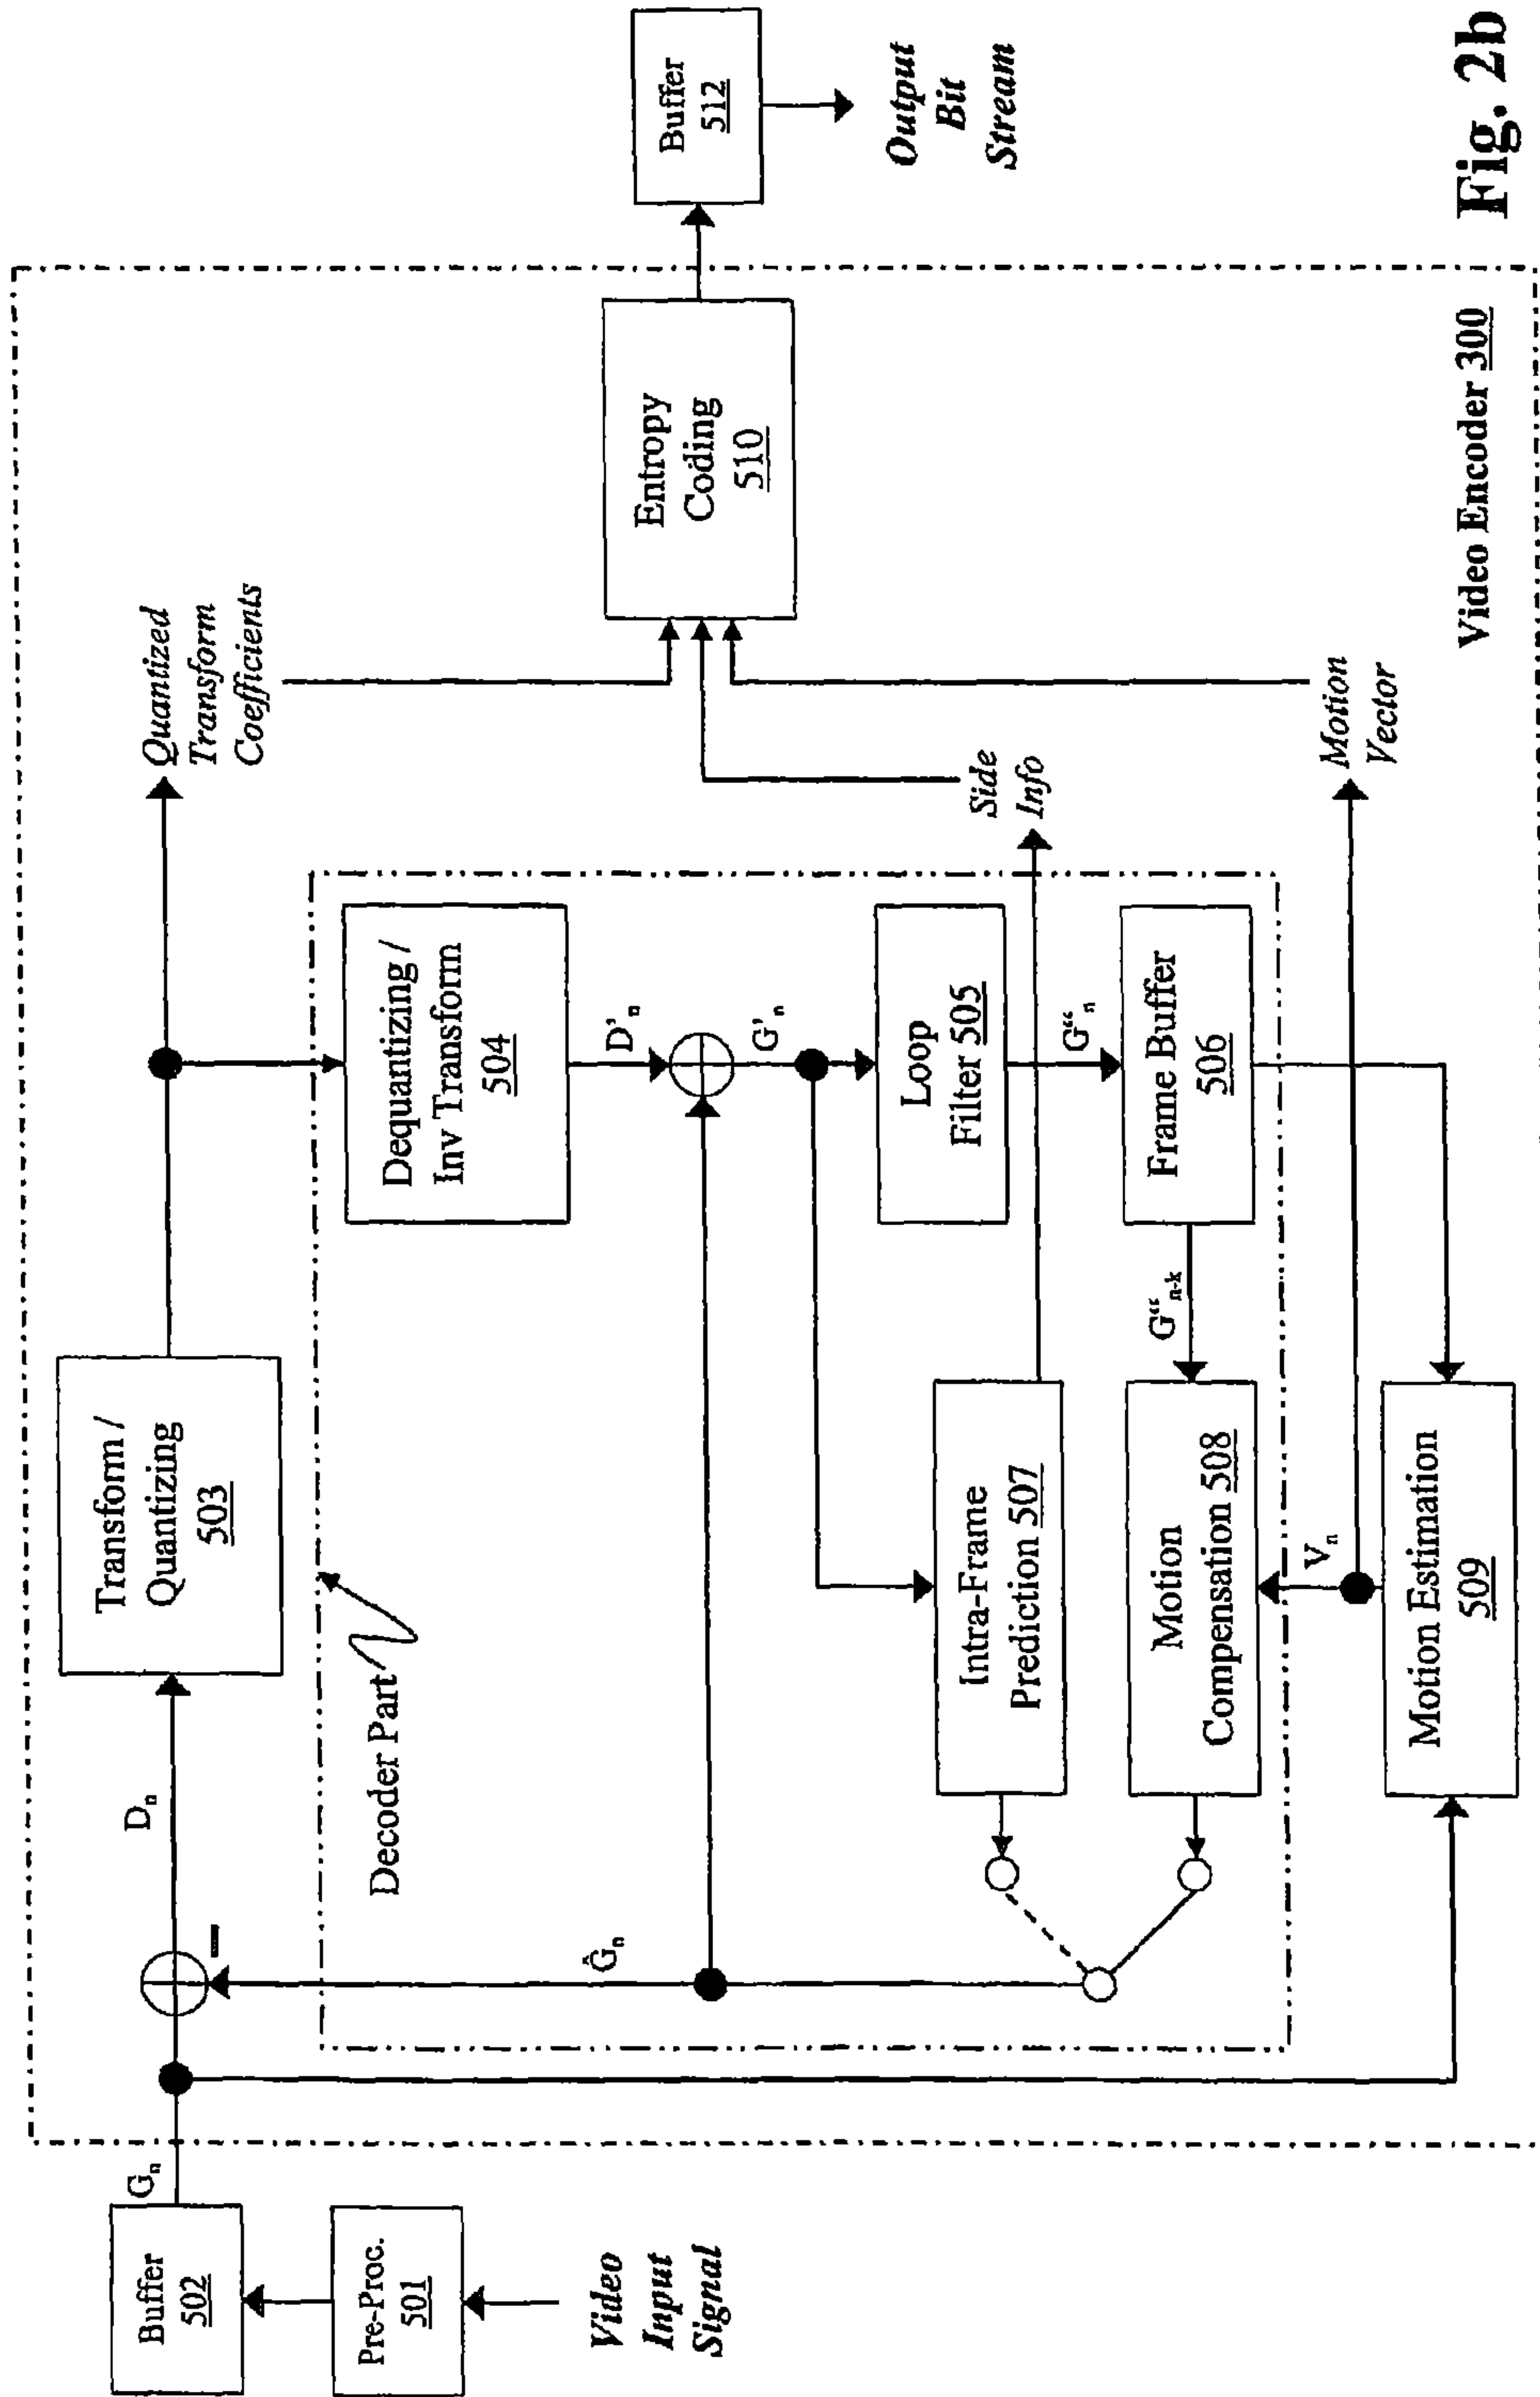 Video
Input
Signal
Pre-Proc.
501
Buffer
502
Gₙ
Dₙ
Transform /
Quantizing
503
Quantized
Transform
Coefficients
Decoder Part
Dequantizing /
Inv Transform
504
D'ₙ
Ĝₙ
G'ₙ
Loop
Filter 505
G“ₙ
Frame Buffer
506
G“ₙ₋ₖ
Intra-Frame
Prediction 507
Motion
Compensation 508
Vₙ
Motion Estimation
509
Side
Info
Motion
Vector
Entropy
Coding
510
Video Encoder 300
Buffer
512
Output
Bit
Stream
Fig. 2b